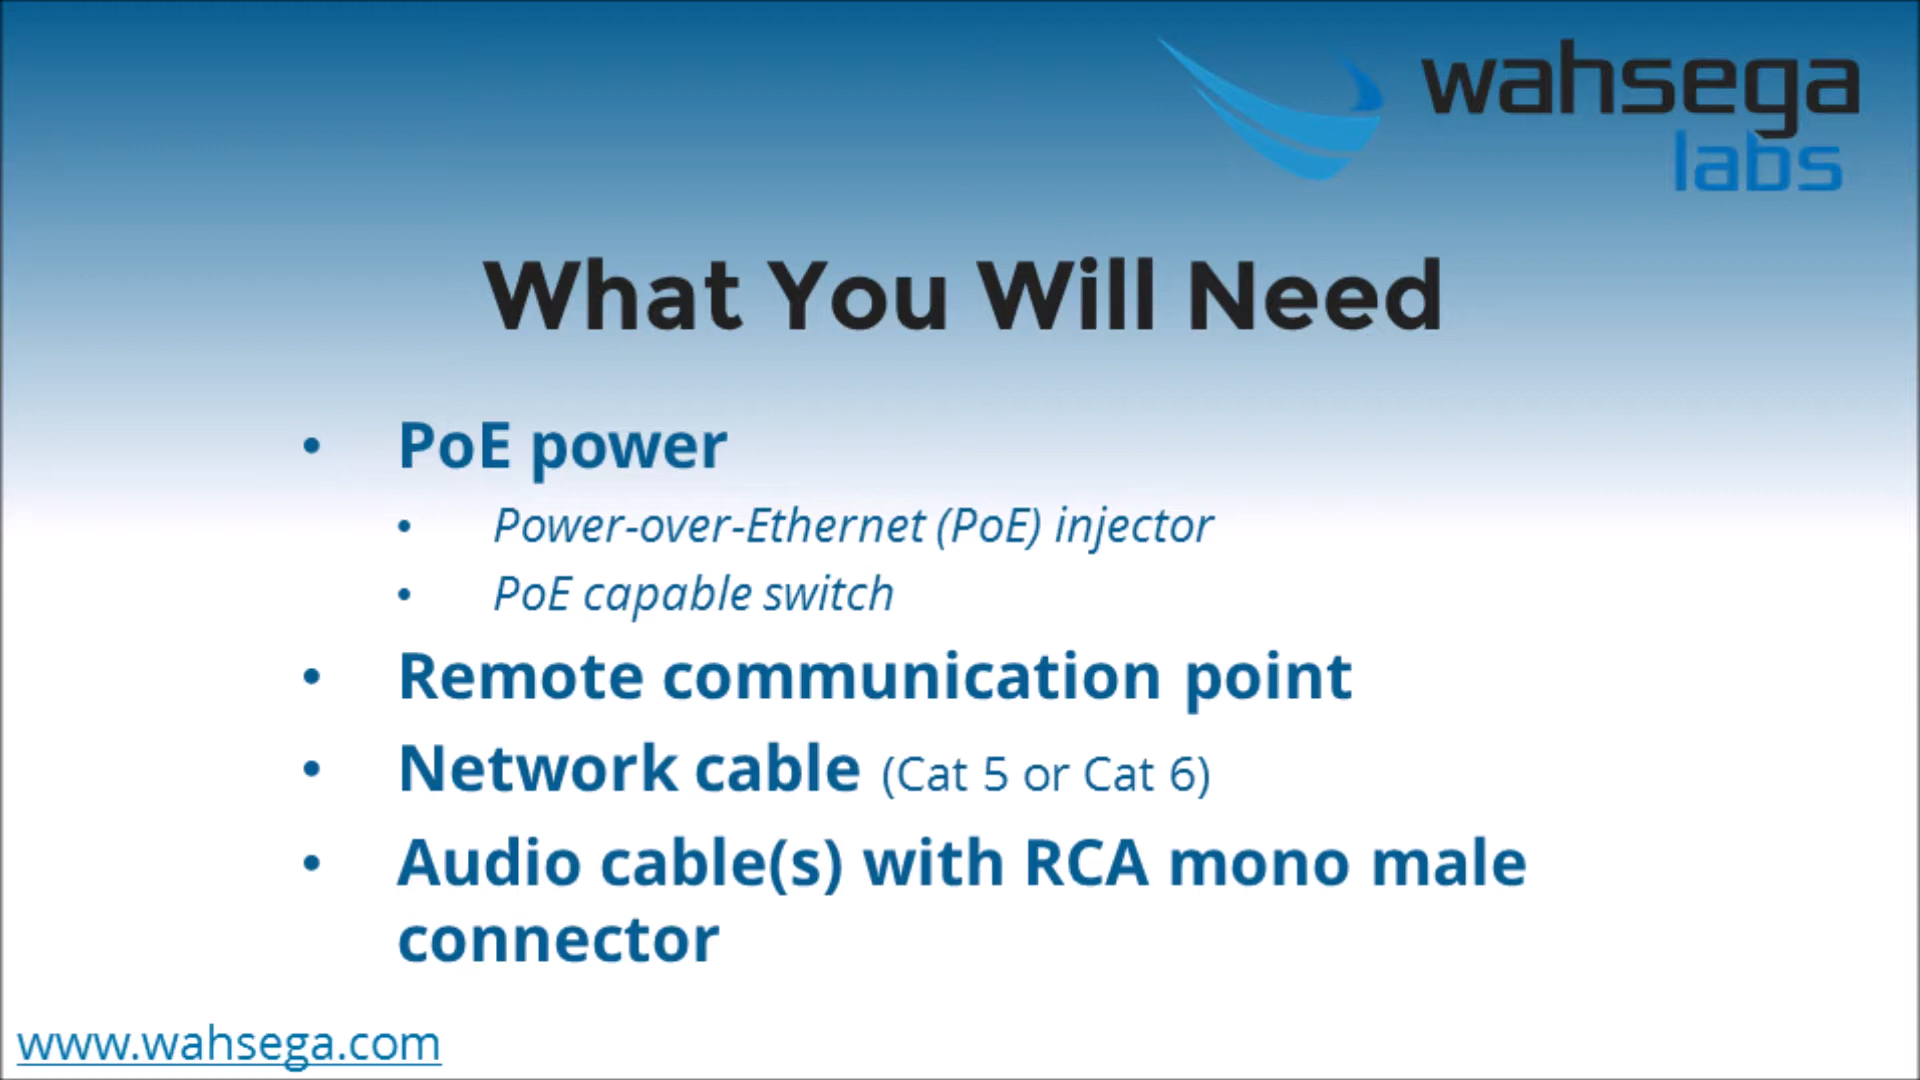 wahsega
labs
What You Will Need
• PoE power
• Power-over-Ethernet (PoE) injector
• PoE capable switch
• Remote communication point
• Network cable (Cat 5 or Cat 6)
• Audio cable(s) with RCA mono male
connector
www.wahsega.com